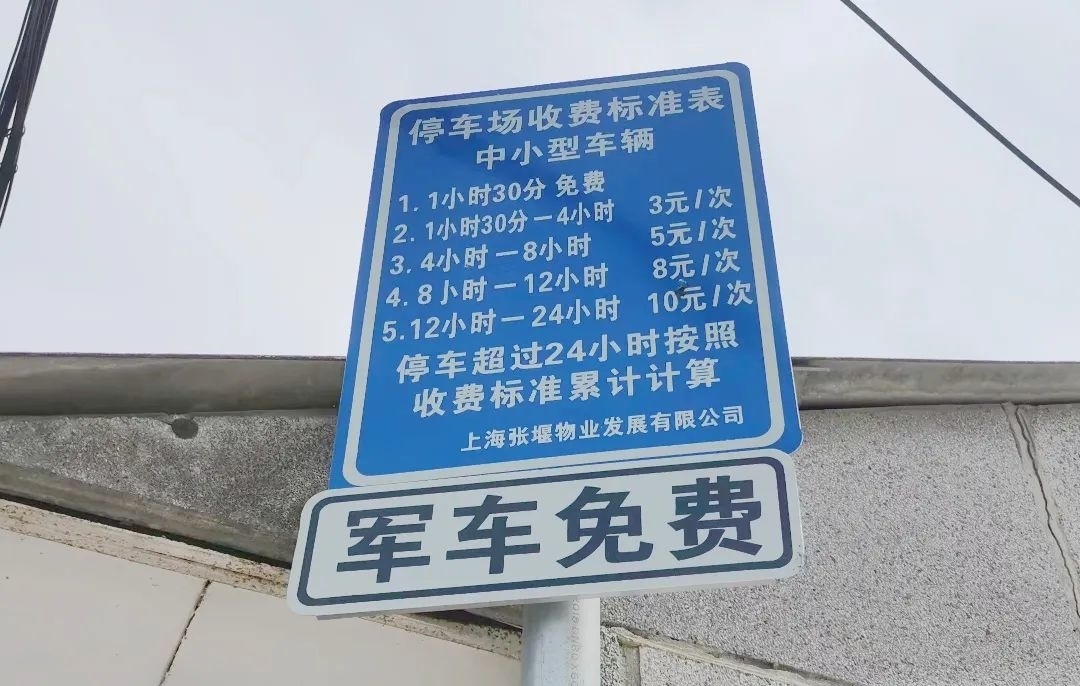 停车场收费标准表
中小型车辆
1. 1小时30分 免费
2. 1小时30分－4小时 3元/次
3. 4小时－8小时 5元/次
4. 8小时－12小时 8元/次
5.12小时－24小时 10元/次
停车超过24小时按照
收费标准累计计算
上海张堰物业发展有限公司
军车免费